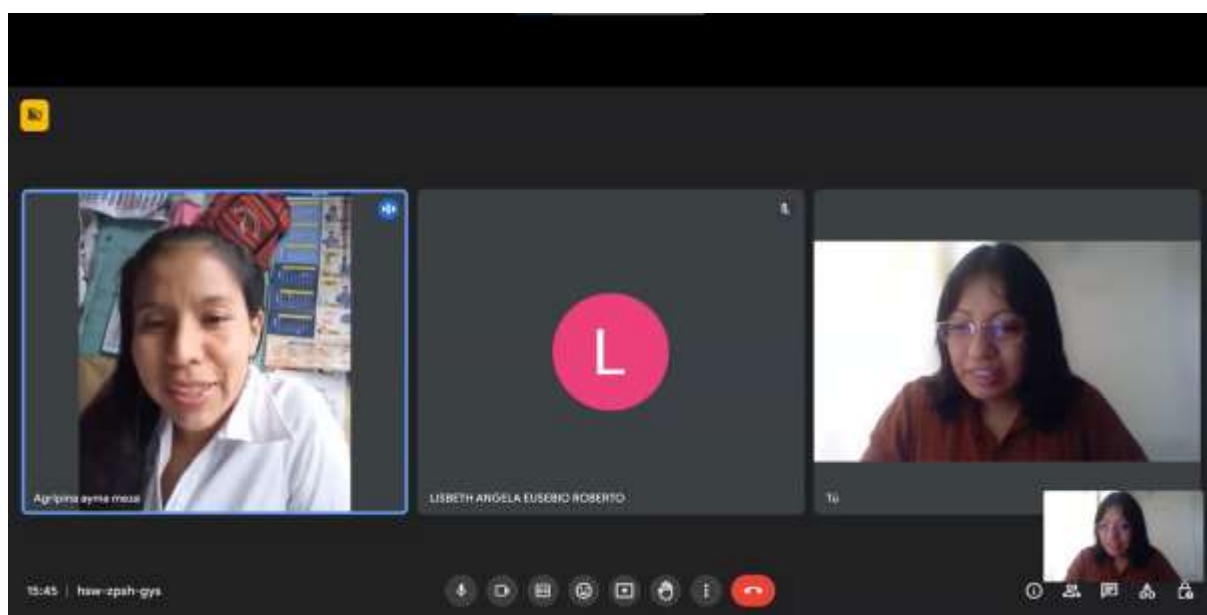 L
Agripina ayma meza
LISBETH ANGELA EUSEBIO ROBERTO
Tú
15:45 | hsw-zpsh-gys